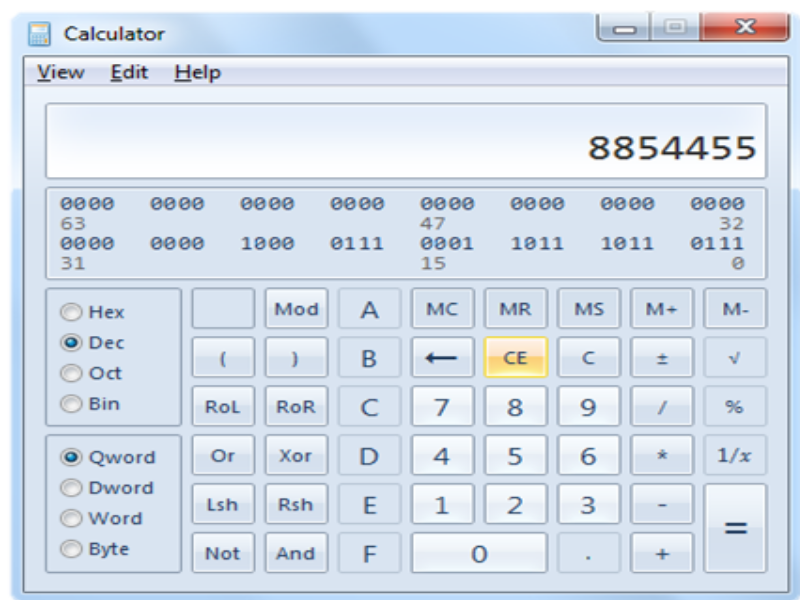 Calculator
View Edit Help
8854455
0000 0000 0000 0000 0000 0000 0000 0000
63 47 32
0000 0000 1000 0111 0001 1011 1011 0111
31 15 0
Hex Mod A MC MR MS M+ M-
Dec ( ) B ← CE C ± √
Oct
Bin RoL RoR C 7 8 9 / %
Qword Or Xor D 4 5 6 * 1/x
Dword
Word Lsh Rsh E 1 2 3 - =
Byte Not And F 0 . +